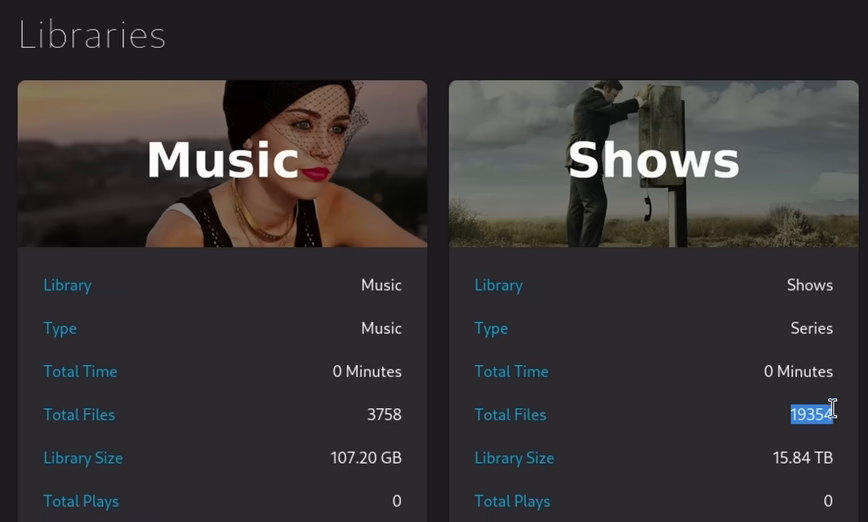 Libraries
Music
Library Music
Type Music
Total Time 0 Minutes
Total Files 3758
Library Size 107.20 GB
Total Plays 0
Shows
Library Shows
Type Series
Total Time 0 Minutes
Total Files 19354
Library Size 15.84 TB
Total Plays 0